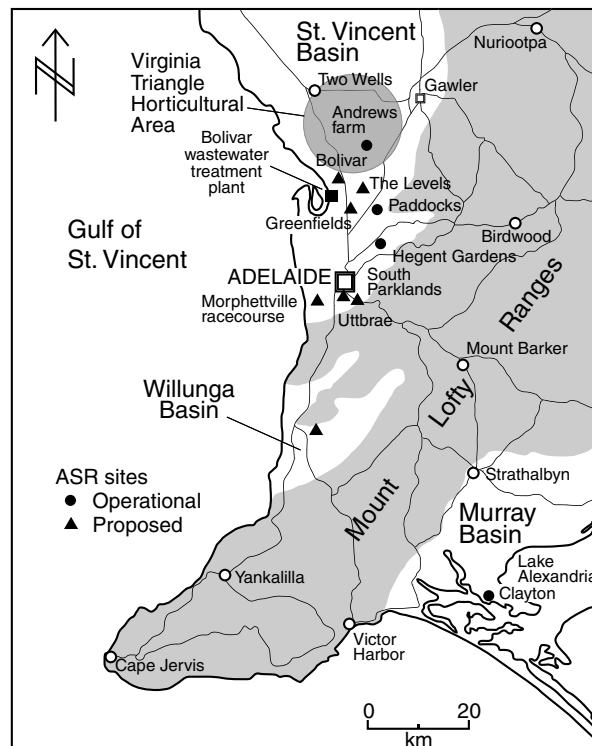 St. Vincent
Basin
Nuriootpa
Virginia
Triangle
Horticultural
Area
Two Wells
Gawler
Andrews
farm
Bolivar
wastewater
treatment
plant
Bolivar
The Levels
Paddocks
Greenfields
Birdwood
Hegent Gardens
Gulf of
St. Vincent
ADELAIDE
South
Parklands
Morphettville
racecourse
Uttbrae
Ranges
Mount Barker
Lofty
Willunga
Basin
ASR sites
Operational
Proposed
Strathalbyn
Mount
Murray
Basin
Lake
Alexandria
Clayton
Yankalilla
Victor
Harbor
Cape Jervis
0 20
km
N